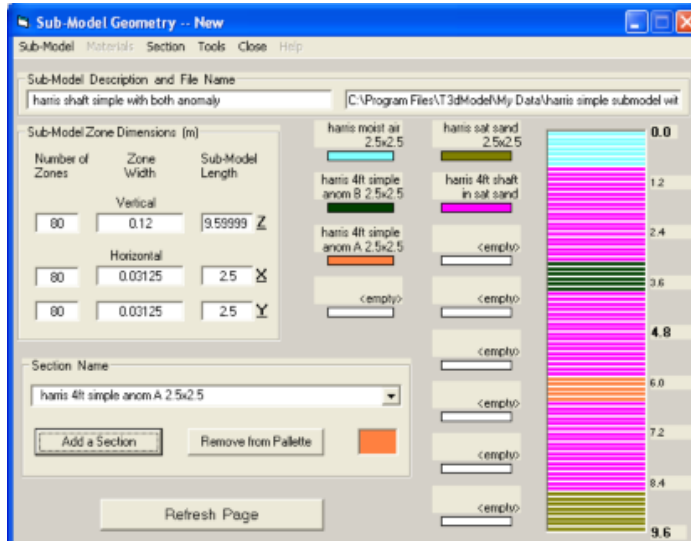 Sub-Model Geometry -- New
Sub-Model Materials Section Tools Close Help
Sub-Model Description and File Name
harris shaft simple with both anomaly
C:\Program Files\T3dModel\My Data\harris simple submodel wit
Sub-Model Zone Dimensions (m)
Number of Zones
Zone Width
Sub-Model Length
Vertical
80 0.12 9.59999 Z
Horizontal
80 0.03125 2.5 X
80 0.03125 2.5 Y
harris moist air
2.5x2.5
harris sat sand
2.5x2.5
harris 4ft simple
anom B 2.5x2.5
harris 4ft shaft
in sat sand
harris 4ft simple
anom A 2.5x2.5
<empty>
<empty>
<empty>
<empty>
<empty>
<empty>
<empty>
0.0
1.2
2.4
3.6
4.8
6.0
7.2
8.4
9.6
Section Name
harris 4ft simple anom A 2.5x2.5
Add a Section
Remove from Pallette
Refresh Page